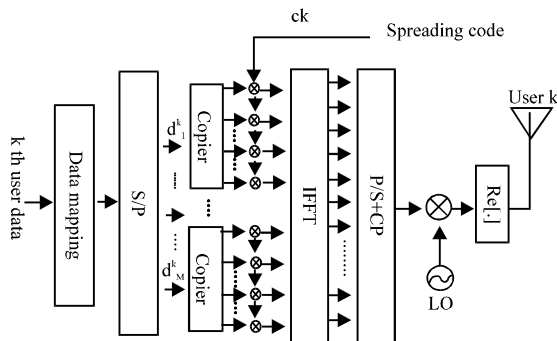 ck
Spreading code
User k
k th user data
Data mapping
S/P
d^k_1
Copier
d^k_M
Copier
IFFT
P/S+CP
Re[.]
LO